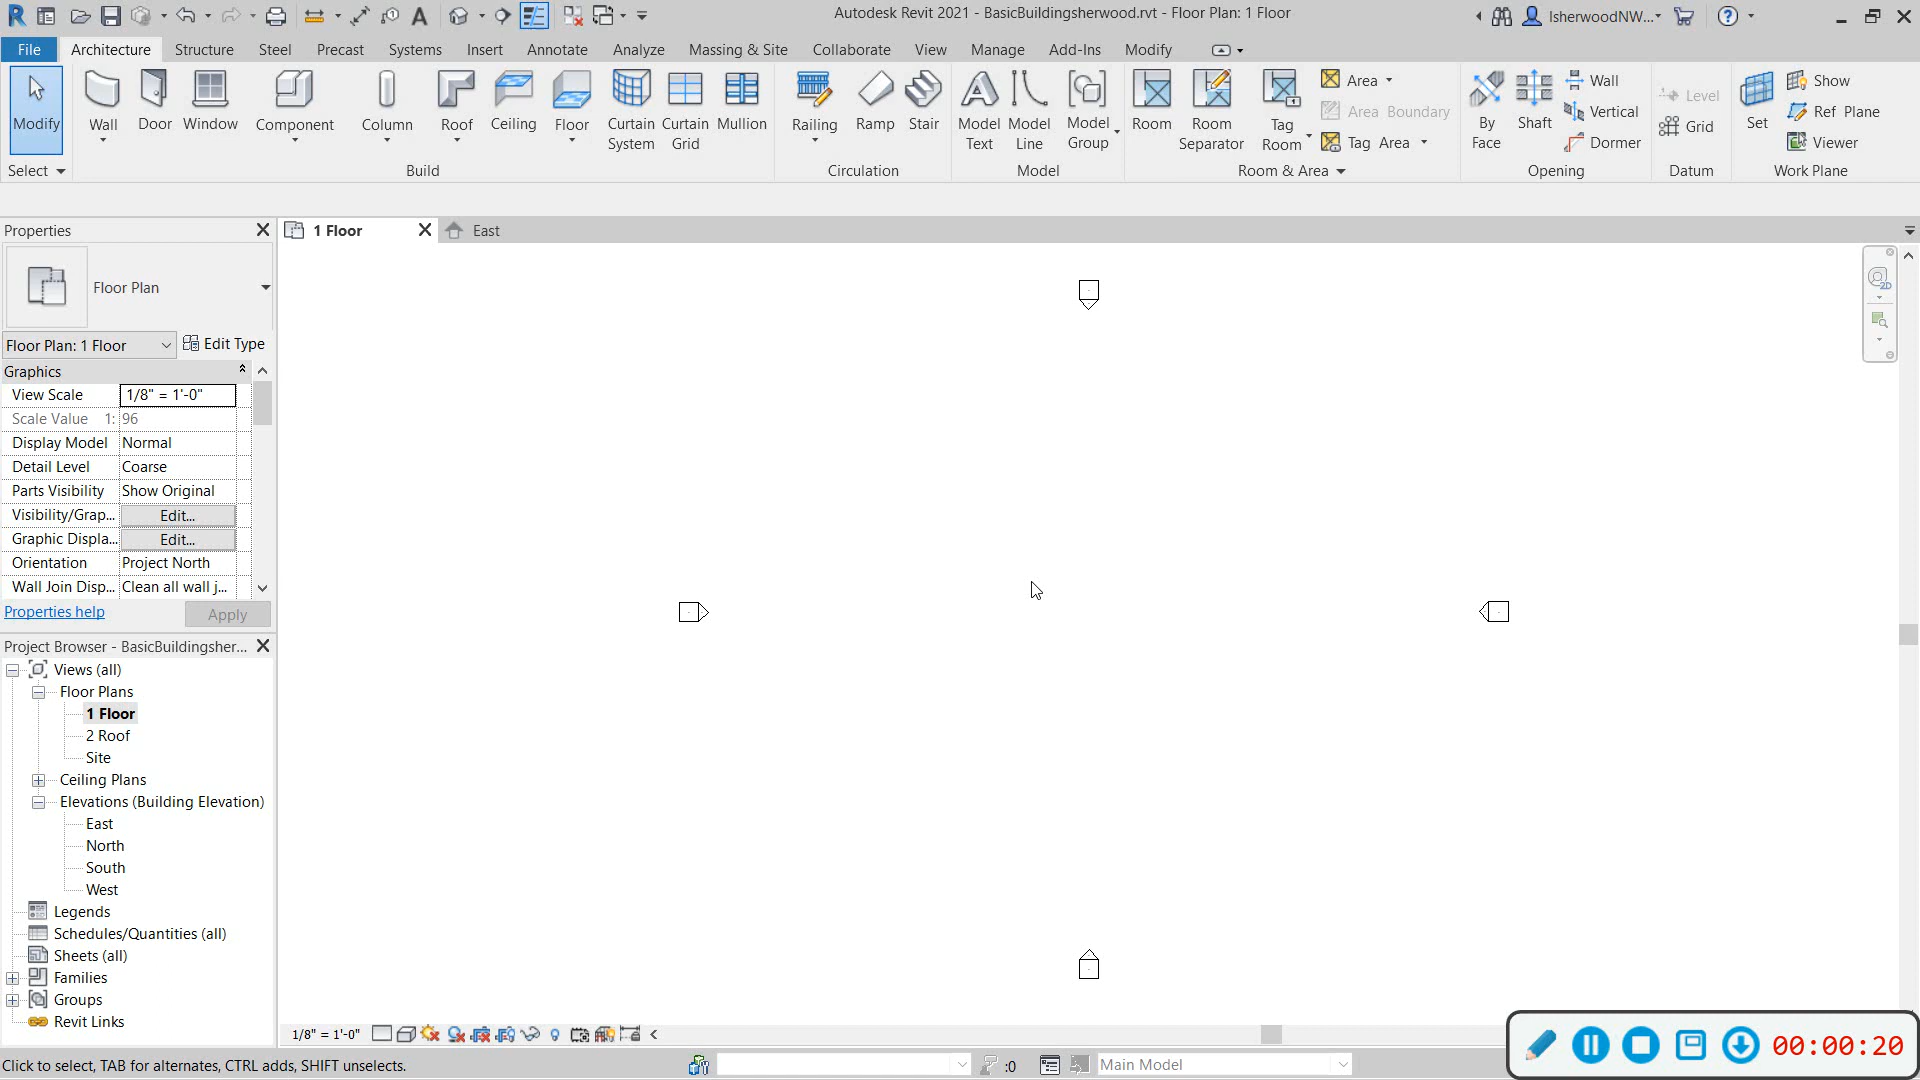 Autodesk Revit 2021 - BasicBuildingsherwood.rvt - Floor Plan: 1 Floor
IsherwoodNW...
File Architecture Structure Steel Precast Systems Insert Annotate Analyze Massing & Site Collaborate View Manage Add-Ins Modify
Modify
Wall
Door
Window
Component
Column
Roof
Ceiling
Floor
Curtain System
Curtain Grid
Mullion
Railing
Ramp
Stair
Model Text
Model Line
Model Group
Room
Room Separator
Tag Room
Area
Area Boundary
Tag Area
By Face
Shaft
Wall
Vertical
Dormer
Level
Grid
Set
Show
Ref Plane
Viewer
Select Build Circulation Model Room & Area Opening Datum Work Plane
Properties
1 Floor East
Floor Plan
Floor Plan: 1 Floor Edit Type
Graphics
View Scale 1/8" = 1'-0"
Scale Value 1: 96
Display Model Normal
Detail Level Coarse
Parts Visibility Show Original
Visibility/Grap... Edit...
Graphic Displa... Edit...
Orientation Project North
Wall Join Disp... Clean all wall j...
Properties help Apply
Project Browser - BasicBuildingsher...
Views (all)
Floor Plans
1 Floor
2 Roof
Site
Ceiling Plans
Elevations (Building Elevation)
East
North
South
West
Legends
Schedules/Quantities (all)
Sheets (all)
Families
Groups
Revit Links
2D
1/8" = 1'-0"
Click to select, TAB for alternates, CTRL adds, SHIFT unselects.
:0
Main Model
00:00:20